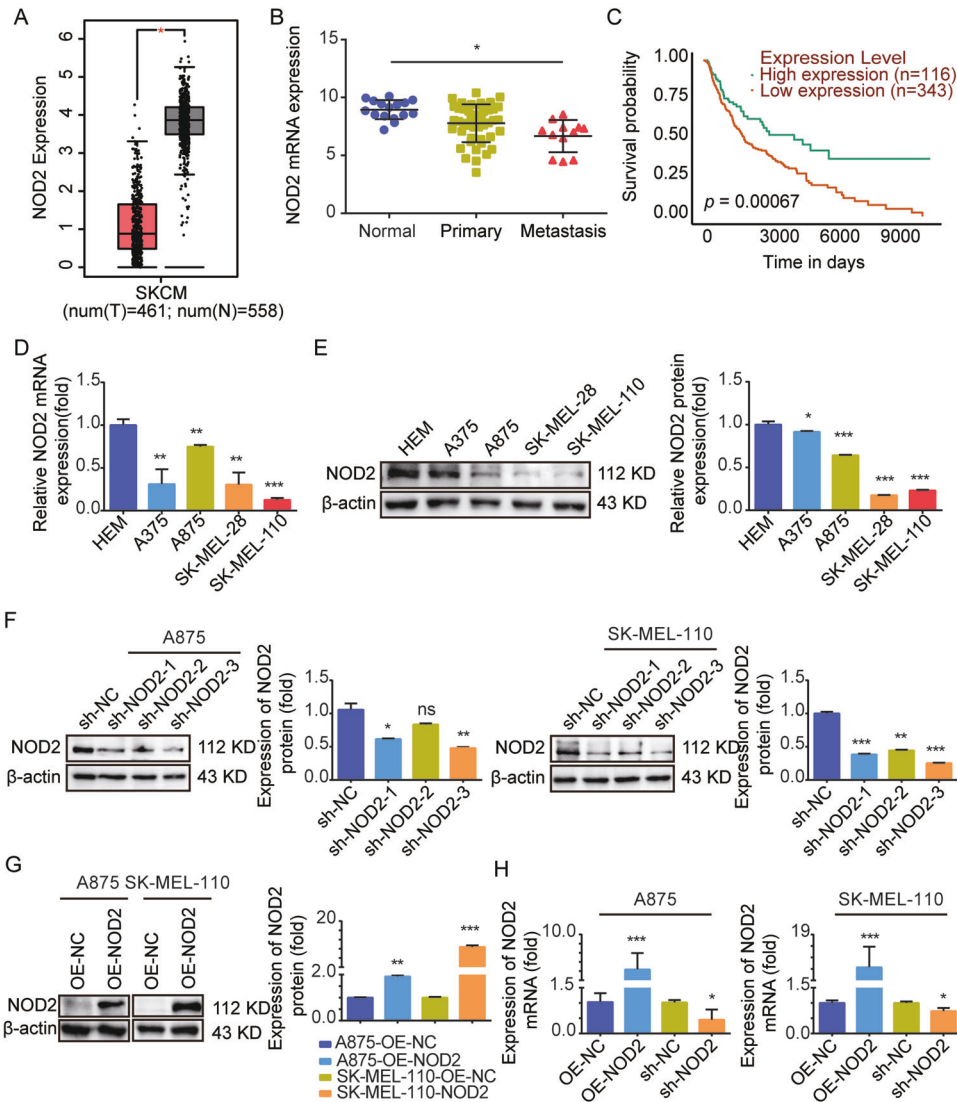 A
NOD2 Expression
6
5
4
3
2
1
0
*
SKCM
(num(T)=461; num(N)=558)
B
NOD2 mRNA expression
15
10
5
0
*
Normal
Primary
Metastasis
C
Survival probability
1.00
0.75
0.50
0.25
0.00
Expression Level
High expression (n=116)
Low expression (n=343)
p = 0.00067
0
3000
6000
9000
Time in days
D
Relative NOD2 mRNA
expression(fold)
1.5
1.0
0.5
0.0
**
**
**
***
HEM
A375
A875
SK-MEL-28
SK-MEL-110
E
HEM
A375
A875
SK-MEL-28
SK-MEL-110
NOD2
112 KD
β-actin
43 KD
Relative NOD2 protein
expression(fold)
1.5
1.0
0.5
0.0
*
***
***
***
HEM
A375
A875
SK-MEL-28
SK-MEL-110
F
A875
sh-NC
sh-NOD2-1
sh-NOD2-2
sh-NOD2-3
NOD2
112 KD
β-actin
43 KD
Expression of NOD2
protein (fold)
1.5
1.0
0.5
0.0
*
ns
**
sh-NC
sh-NOD2-1
sh-NOD2-2
sh-NOD2-3
SK-MEL-110
sh-NC
sh-NOD2-1
sh-NOD2-2
sh-NOD2-3
NOD2
112 KD
β-actin
43 KD
Expression of NOD2
protein (fold)
1.5
1.0
0.5
0.0
***
**
***
sh-NC
sh-NOD2-1
sh-NOD2-2
sh-NOD2-3
G
A875 SK-MEL-110
OE-NC
OE-NOD2
OE-NC
OE-NOD2
NOD2
112 KD
β-actin
43 KD
Expression of NOD2
protein (fold)
20
2.0
0.0
**
***
A875-OE-NC
A875-OE-NOD2
SK-MEL-110-OE-NC
SK-MEL-110-NOD2
H
A875
Expression of NOD2
mRNA (fold)
10.0
1.5
0.0
***
*
OE-NC
OE-NOD2
sh-NC
sh-NOD2
SK-MEL-110
Expression of NOD2
mRNA (fold)
19
1.5
0.0
***
*
OE-NC
OE-NOD2
sh-NC
sh-NOD2